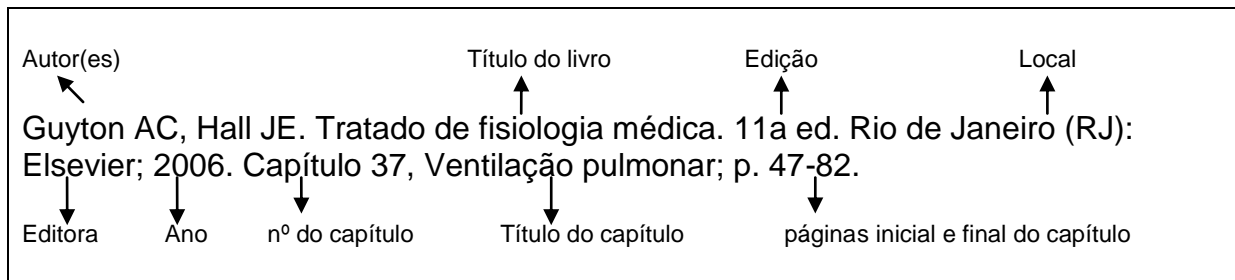 Autor(es) Título do livro Edição Local
Guyton AC, Hall JE. Tratado de fisiologia médica. 11a ed. Rio de Janeiro (RJ):
Elsevier; 2006. Capítulo 37, Ventilação pulmonar; p. 47-82.
Editora Ano nº do capítulo Título do capítulo páginas inicial e final do capítulo